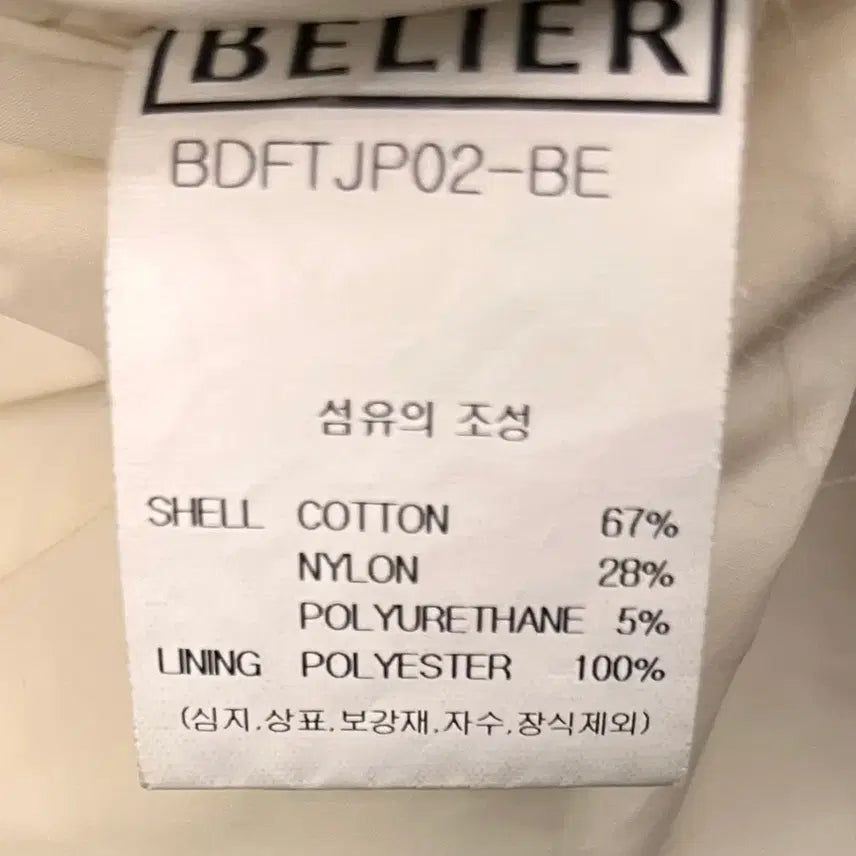 BELIER
BDFTJP02-BE
섬유의 조성
SHELL COTTON 67%
NYLON 28%
POLYURETHANE 5%
LINING POLYESTER 100%
(심지.상표.보강재.자수.장식제외)